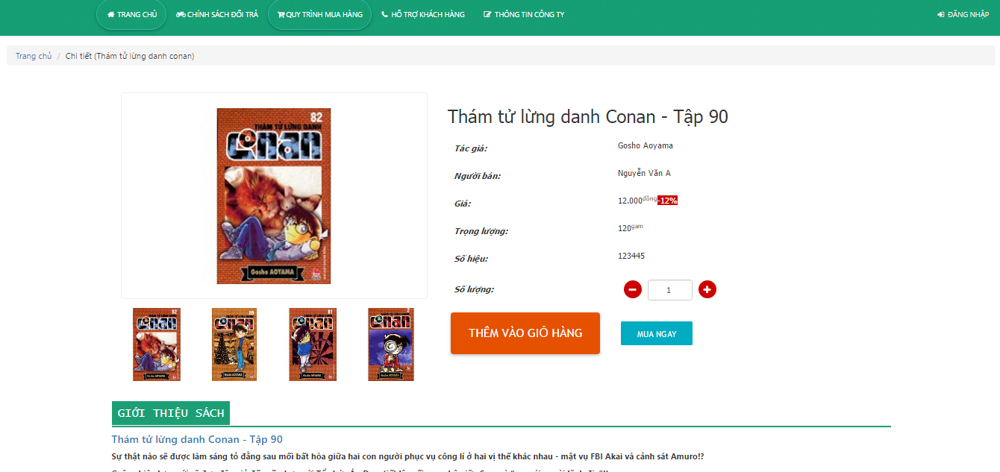 TRANG CHỦ CHÍNH SÁCH ĐỔI TRẢ QUY TRÌNH MUA HÀNG HỖ TRỢ KHÁCH HÀNG THÔNG TIN CÔNG TY ĐĂNG NHẬP
Trang chủ / Chi tiết (Thám tử lừng danh conan)
82
THÁM TỬ LỪNG DANH
Conan
Gosho AOYAMA
Thám tử lừng danh Conan - Tập 90
Tác giả: Gosho Aoyama
Người bán: Nguyễn Văn A
Giá: 12.000đồng-12%
Trọng lượng: 120gam
Số hiệu: 123445
Số lượng: 1
THÊM VÀO GIỎ HÀNG MUA NGAY
82
Conan
Conan
81
Conan
Conan
GIỚI THIỆU SÁCH
Thám tử lừng danh Conan - Tập 90
Sự thật nào sẽ được làm sáng tỏ đằng sau mối bất hòa giữa hai con người phục vụ công lí ở hai vị thế khác nhau - mật vụ FBI Akai và cảnh sát Amuro!?